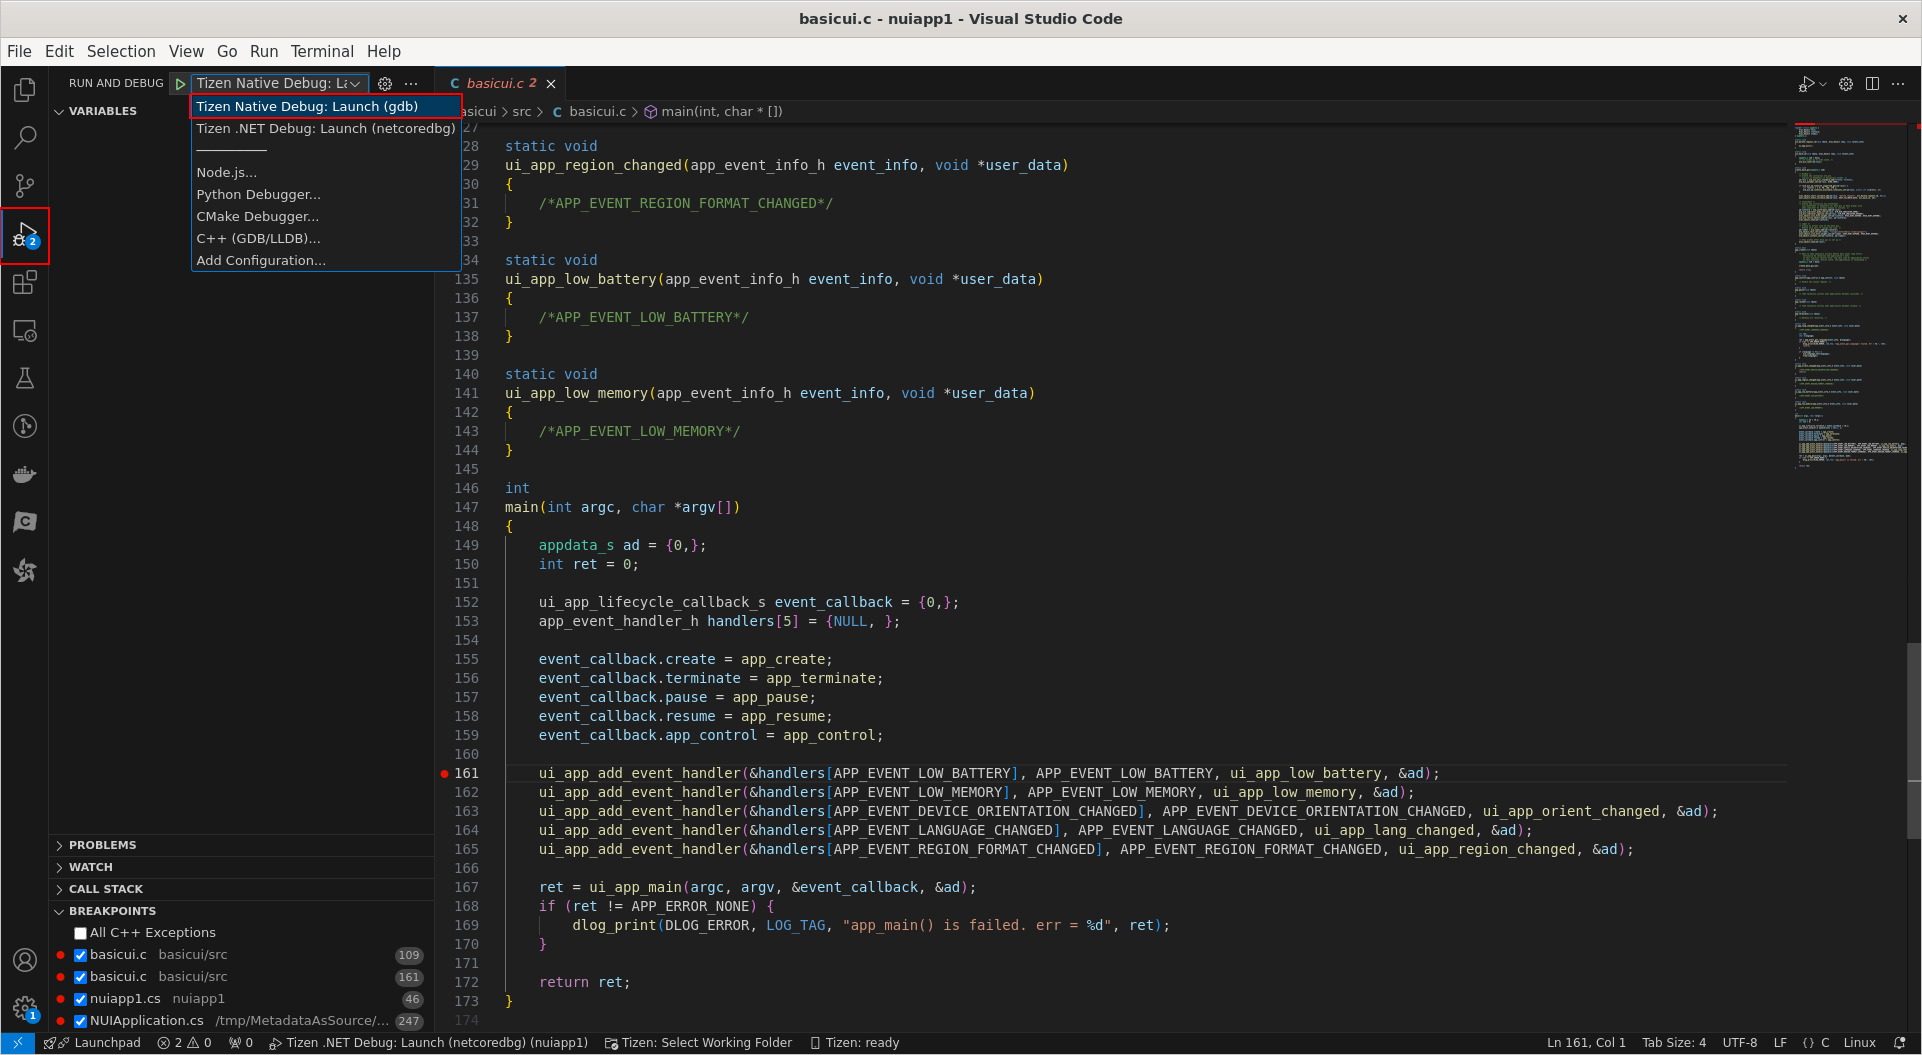 basicui.c - nuiapp1 - Visual Studio Code
File Edit Selection View Go Run Terminal Help
RUN AND DEBUG Tizen Native Debug: La
basicui.c 2
VARIABLES
Tizen Native Debug: Launch (gdb)
Tizen .NET Debug: Launch (netcoredbg)
Node.js...
Python Debugger...
CMake Debugger...
C++ (GDB/LLDB)...
Add Configuration...
2
asicui > src > C basicui.c > main(int, char * [])
27
28 static void
29 ui_app_region_changed(app_event_info_h event_info, void *user_data)
30 {
31 /*APP_EVENT_REGION_FORMAT_CHANGED*/
32 }
33
34 static void
135 ui_app_low_battery(app_event_info_h event_info, void *user_data)
136 {
137 /*APP_EVENT_LOW_BATTERY*/
138 }
139
140 static void
141 ui_app_low_memory(app_event_info_h event_info, void *user_data)
142 {
143 /*APP_EVENT_LOW_MEMORY*/
144 }
145
146 int
147 main(int argc, char *argv[])
148 {
149 appdata_s ad = {0,};
150 int ret = 0;
151
152 ui_app_lifecycle_callback_s event_callback = {0,};
153 app_event_handler_h handlers[5] = {NULL, };
154
155 event_callback.create = app_create;
156 event_callback.terminate = app_terminate;
157 event_callback.pause = app_pause;
158 event_callback.resume = app_resume;
159 event_callback.app_control = app_control;
160
161 ui_app_add_event_handler(&handlers[APP_EVENT_LOW_BATTERY], APP_EVENT_LOW_BATTERY, ui_app_low_battery, &ad);
162 ui_app_add_event_handler(&handlers[APP_EVENT_LOW_MEMORY], APP_EVENT_LOW_MEMORY, ui_app_low_memory, &ad);
163 ui_app_add_event_handler(&handlers[APP_EVENT_DEVICE_ORIENTATION_CHANGED], APP_EVENT_DEVICE_ORIENTATION_CHANGED, ui_app_orient_changed, &ad);
164 ui_app_add_event_handler(&handlers[APP_EVENT_LANGUAGE_CHANGED], APP_EVENT_LANGUAGE_CHANGED, ui_app_lang_changed, &ad);
165 ui_app_add_event_handler(&handlers[APP_EVENT_REGION_FORMAT_CHANGED], APP_EVENT_REGION_FORMAT_CHANGED, ui_app_region_changed, &ad);
166
167 ret = ui_app_main(argc, argv, &event_callback, &ad);
168 if (ret != APP_ERROR_NONE) {
169 dlog_print(DLOG_ERROR, LOG_TAG, "app_main() is failed. err = %d", ret);
170 }
171
172 return ret;
173 }
174
PROBLEMS
WATCH
CALL STACK
BREAKPOINTS
All C++ Exceptions
basicui.c basicui/src 109
basicui.c basicui/src 161
nuiapp1.cs nuiapp1 46
NUIApplication.cs /tmp/MetadataAsSource/... 247
1
Launchpad 2 0 0 Tizen .NET Debug: Launch (netcoredbg) (nuiapp1) Tizen: Select Working Folder Tizen: ready Ln 161, Col 1 Tab Size: 4 UTF-8 LF {} C Linux